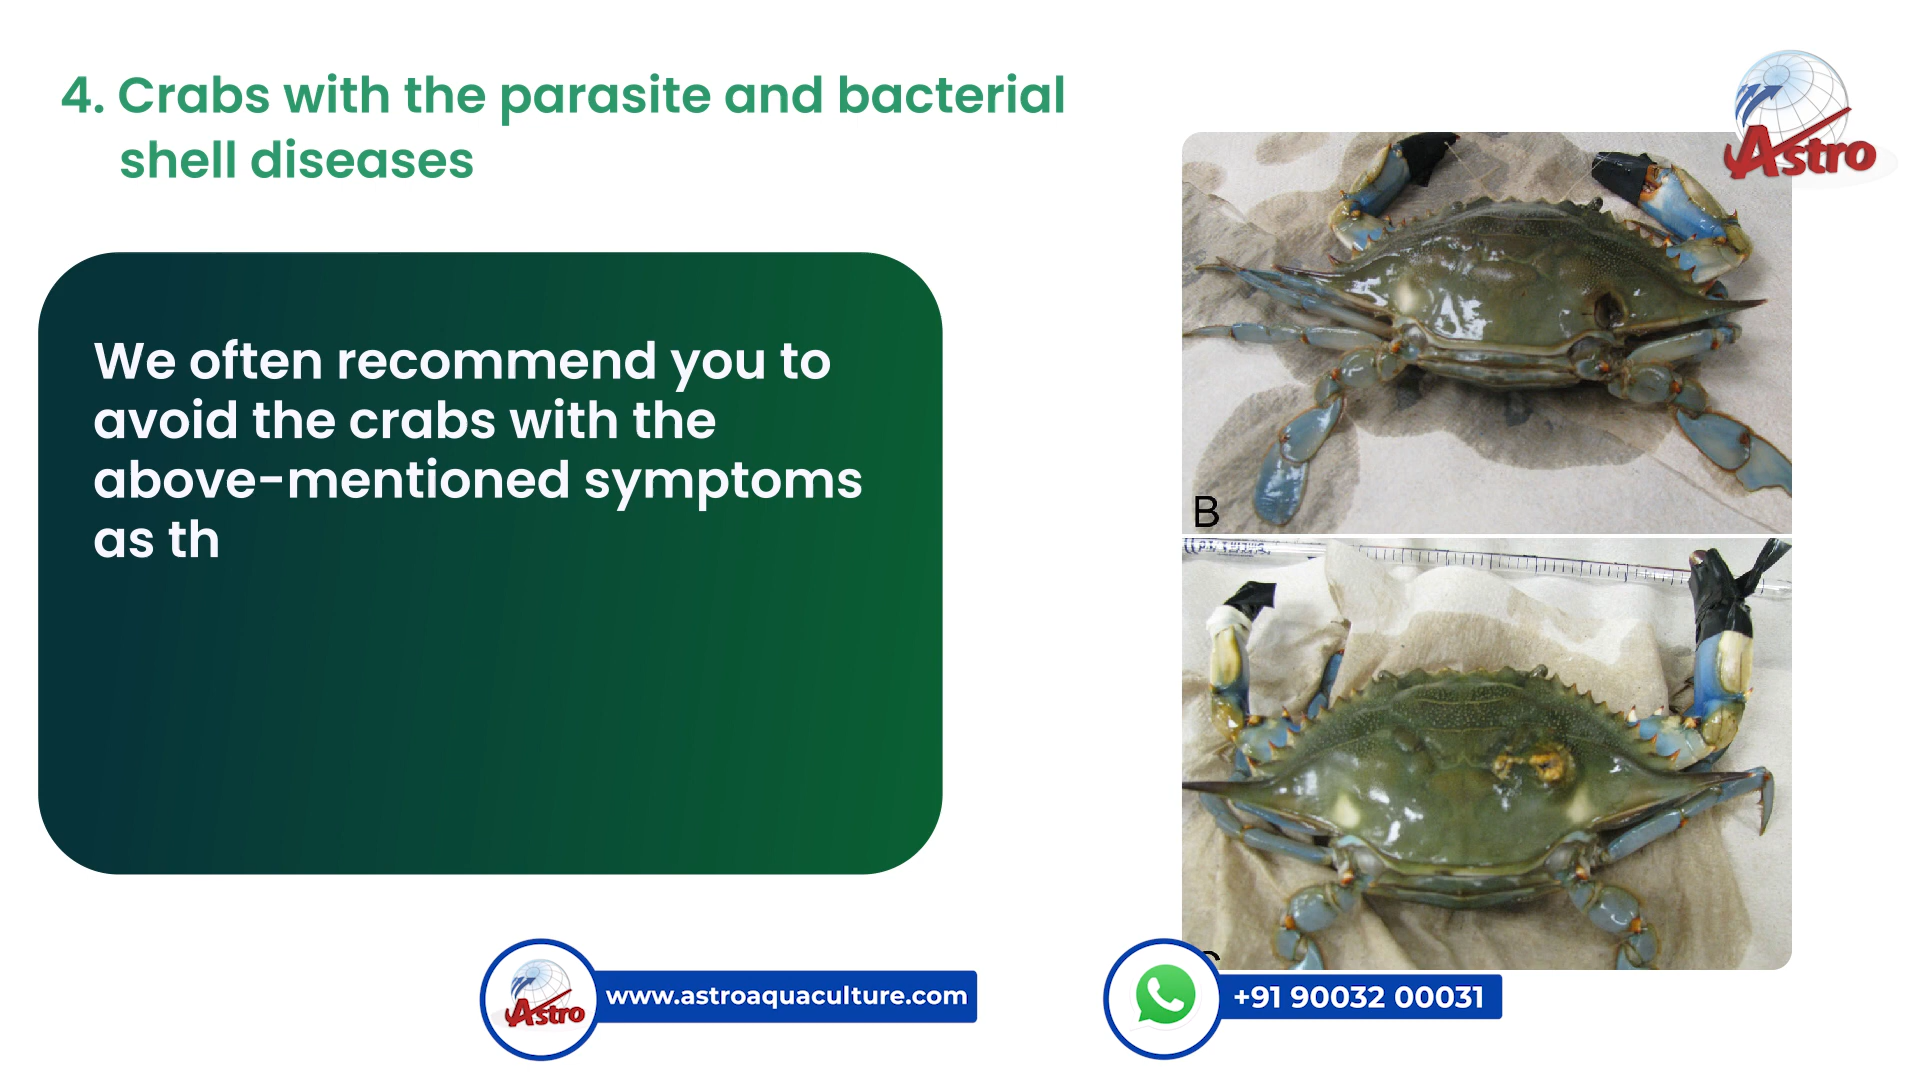 4. Crabs with the parasite and bacterial
shell diseases
Astro
We often recommend you to
avoid the crabs with the
above-mentioned symptoms
as th
B
Astro
www.astroaquaculture.com
+91 90032 00031